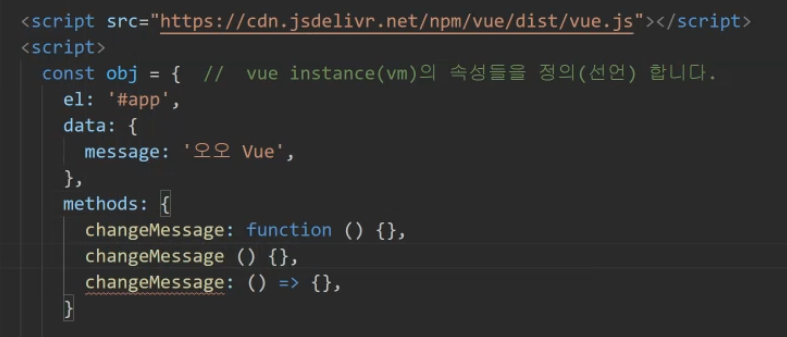 <script src="https://cdn.jsdelivr.net/npm/vue/dist/vue.js"></script>
<script>
const obj = { // vue instance(vm)의 속성들을 정의(선언) 합니다.
el: '#app',
data: {
message: '오오 Vue',
},
methods: {
changeMessage: function () {},
changeMessage () {},
changeMessage: () => {},
}